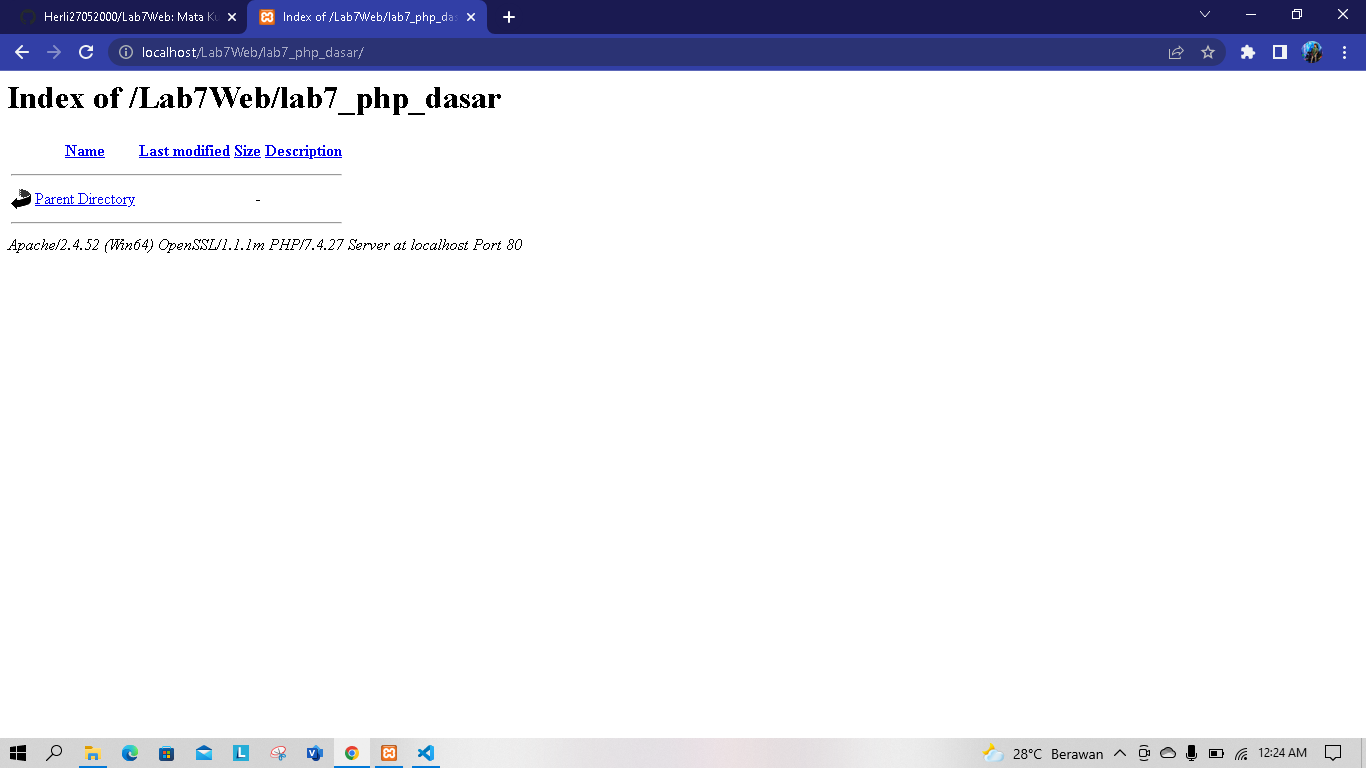 Herli27052000/Lab7Web: Mata Ku
Index of /Lab7Web/lab7_php_das
localhost/Lab7Web/lab7_php_dasar/
Index of /Lab7Web/lab7_php_dasar
Name Last modified Size Description
Parent Directory -
Apache/2.4.52 (Win64) OpenSSL/1.1.1m PHP/7.4.27 Server at localhost Port 80
28°C Berawan 12:24 AM